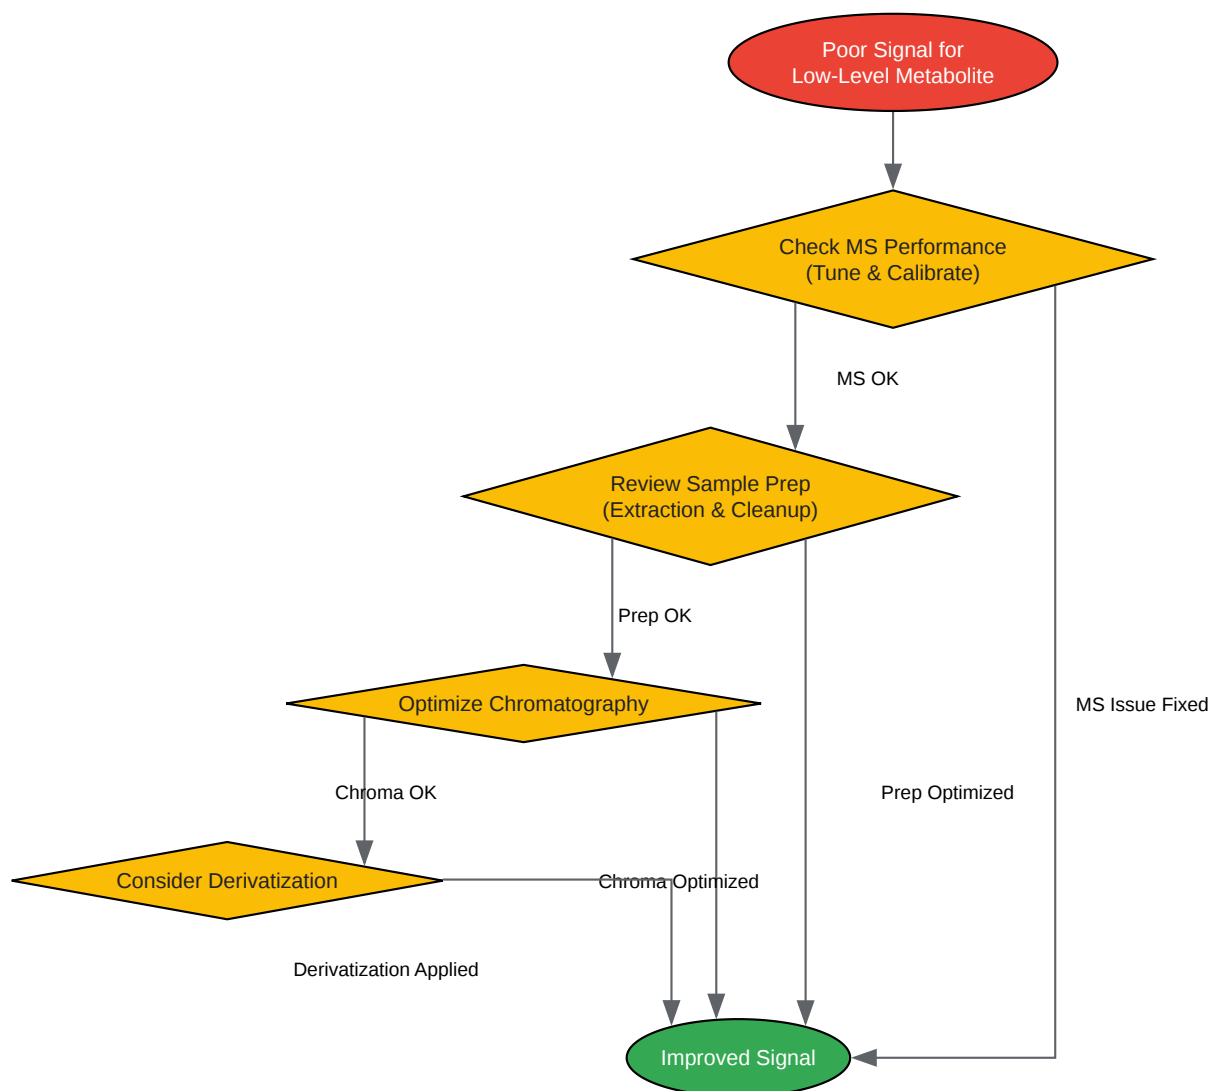 Poor Signal for
Low-Level Metabolite
Check MS Performance
(Tune & Calibrate)
MS OK
Review Sample Prep
(Extraction & Cleanup)
Prep OK
Optimize Chromatography
MS Issue Fixed
Chroma OK
Prep Optimized
Consider Derivatization
Chroma Optimized
Derivatization Applied
Improved Signal